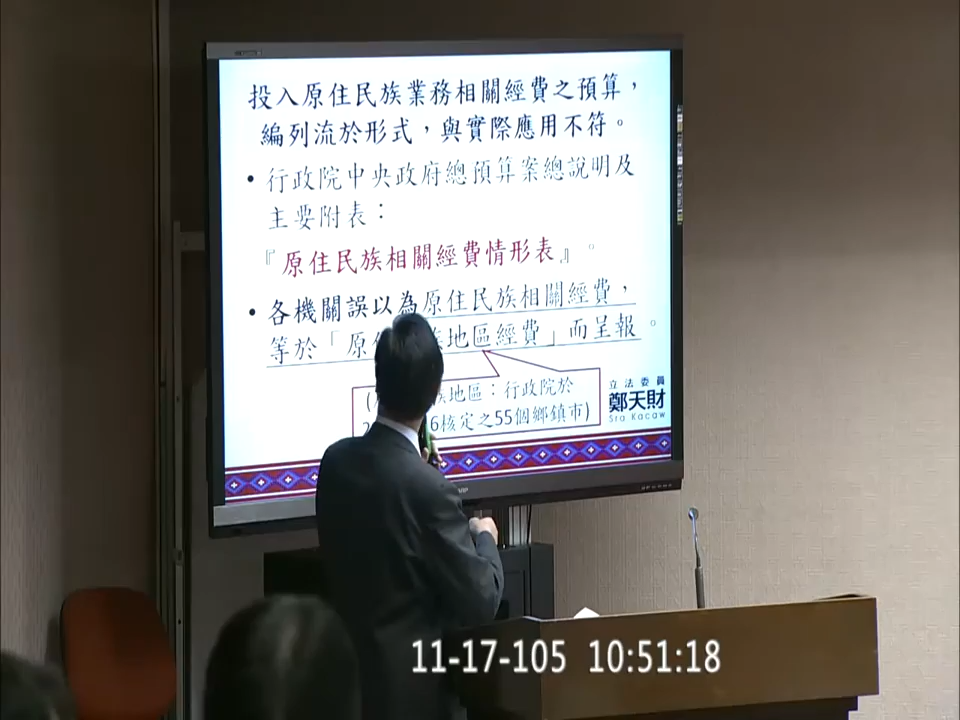 投入原住民族業務相關經費之預算，
編列流於形式，與實際應用不符。
• 行政院中央政府總預算案總說明及
主要附表：
『原住民族相關經費情形表』。
• 各機關誤以為原住民族相關經費，
等於「原住 族地區經費」而呈報。
( 族地區：行政院於
2 6核定之55個鄉鎮市)
立法委員
鄭天財
Sra Kacaw
11-17-105 10:51:18